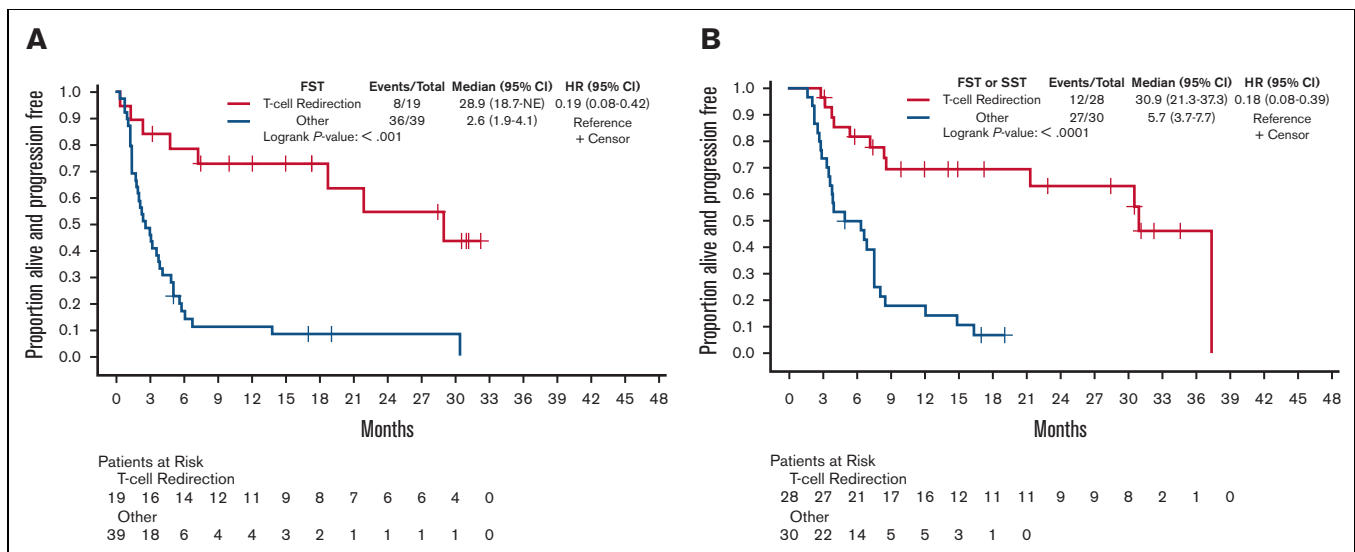 A
FST Events/Total Median (95% CI) HR (95% CI)
T-cell Redirection 8/19 28.9 (18.7-NE) 0.19 (0.08-0.42)
Other 36/39 2.6 (1.9-4.1) Reference
Logrank P-value: < .001 + Censor
Proportion alive and progression free
1.0
0.9
0.8
0.7
0.6
0.5
0.4
0.3
0.2
0.1
0.0
0 3 6 9 12 15 18 21 24 27 30 33 36 39 42 45 48
Months
Patients at Risk
T-cell Redirection
19 16 14 12 11 9 8 7 6 6 4 0
Other
39 18 6 4 4 3 2 1 1 1 1 0
B
FST or SST Events/Total Median (95% CI) HR (95% CI)
T-cell Redirection 12/28 30.9 (21.3-37.3) 0.18 (0.08-0.39)
Other 27/30 5.7 (3.7-7.7) Reference
Logrank P-value: < .0001 + Censor
Proportion alive and progression free
1.0
0.9
0.8
0.7
0.6
0.5
0.4
0.3
0.2
0.1
0.0
0 3 6 9 12 15 18 21 24 27 30 33 36 39 42 45 48
Months
Patients at Risk
T-cell Redirection
28 27 21 17 16 12 11 11 9 9 8 2 1 0
Other
30 22 14 5 5 3 1 0